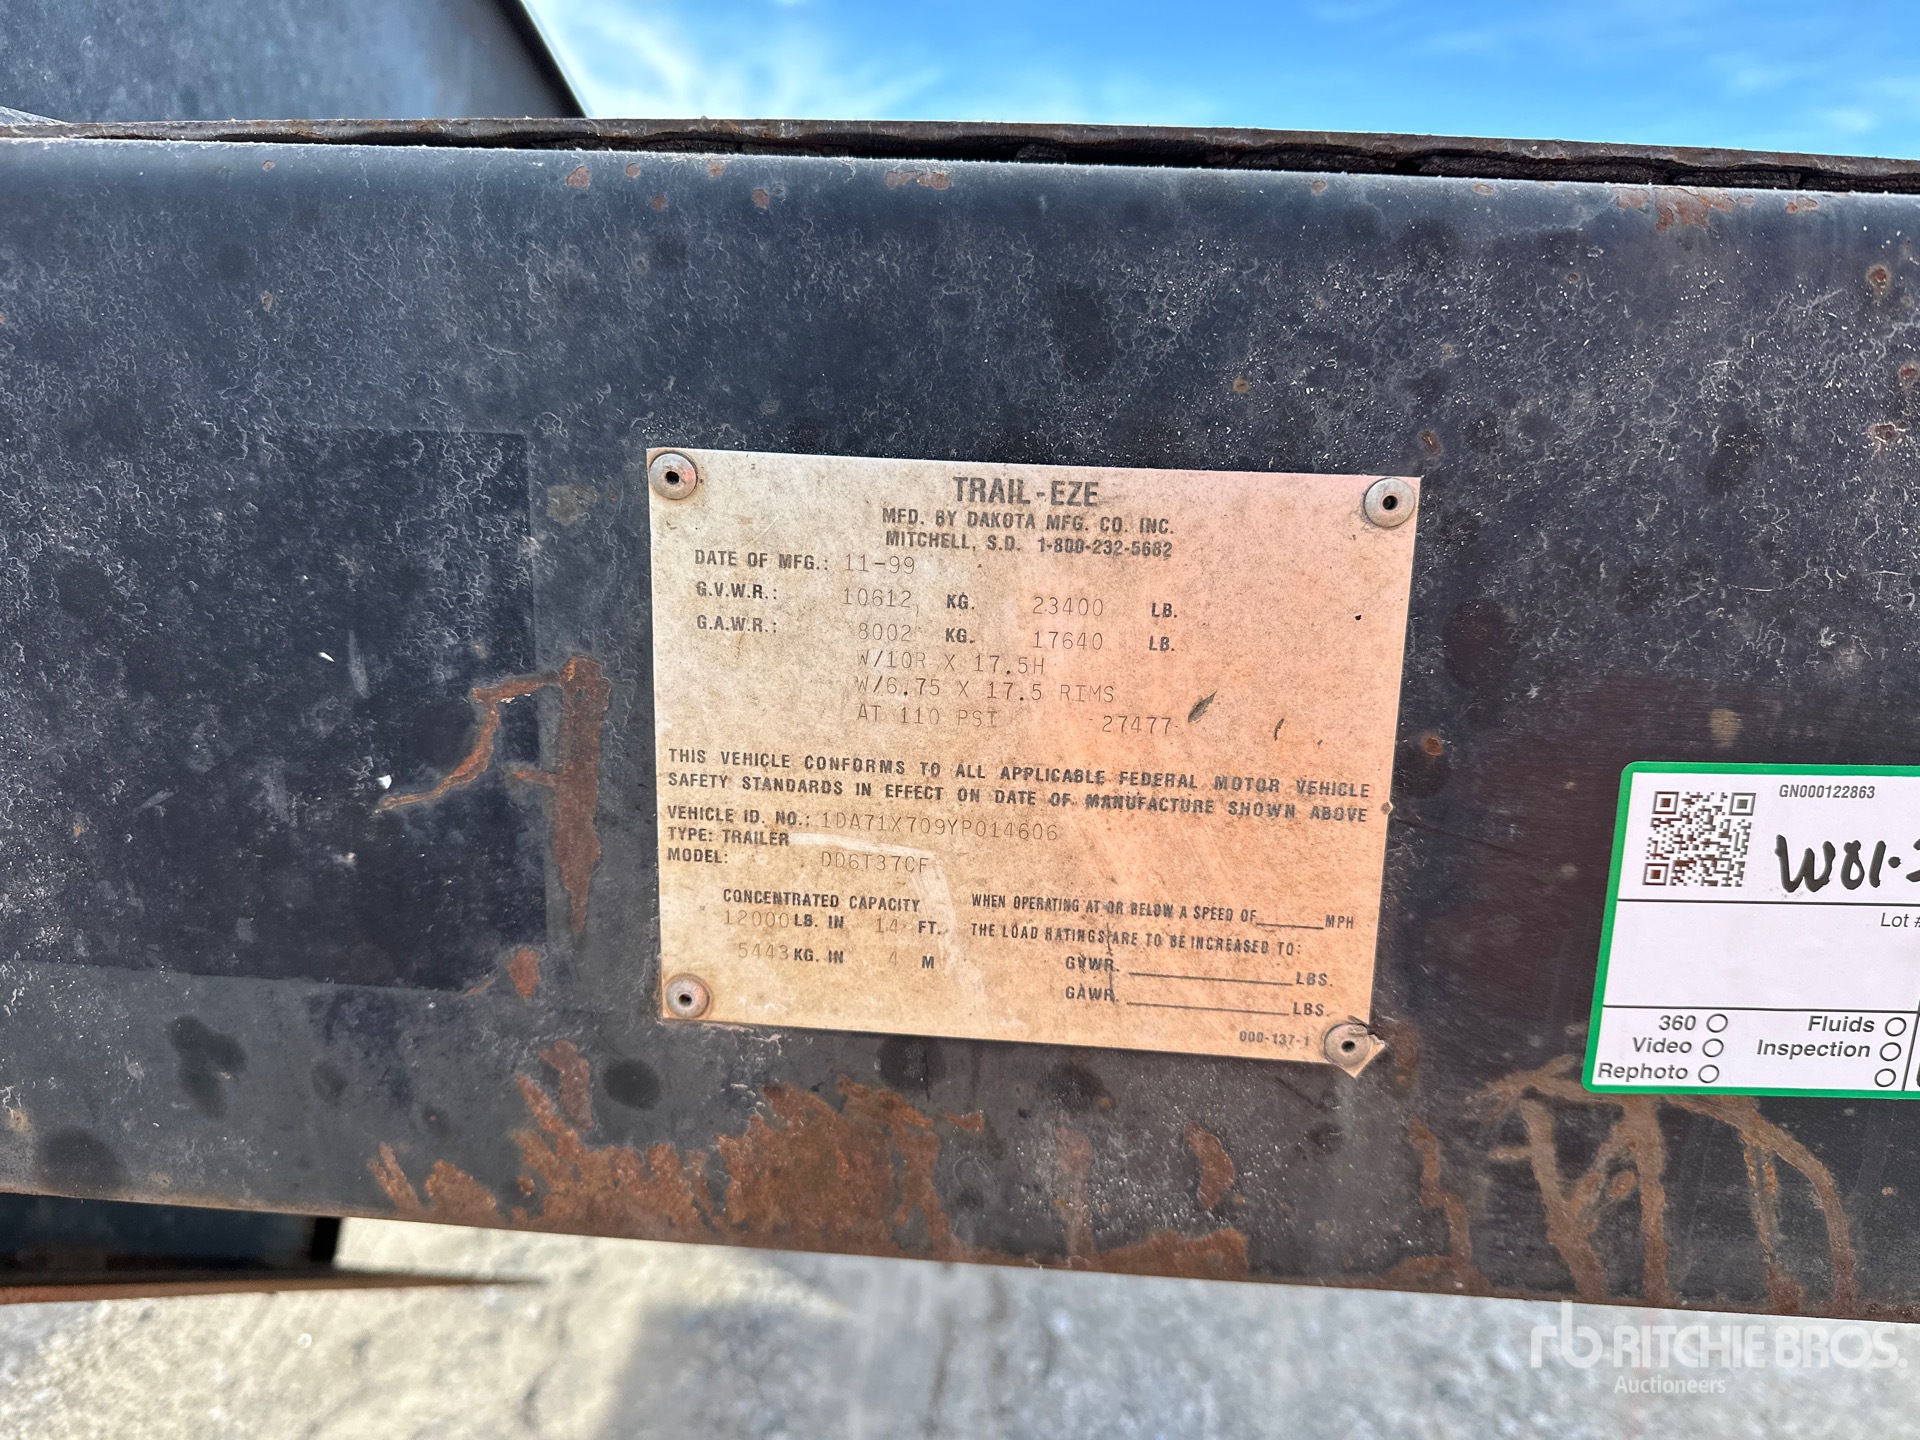 TRAIL-EZE
MFD. BY DAKOTA MFG. CO. INC.
MITCHELL, S.D. 1-800-232-5682
DATE OF MFG.: 11-99
G.V.W.R.: 10612 KG. 23400 LB.
G.A.W.R.: 8002 KG. 17640 LB.
W/10R X 17.5H
W/6.75 X 17.5 RIMS
AT 110 PSI 27477
THIS VEHICLE CONFORMS TO ALL APPLICABLE FEDERAL MOTOR VEHICLE
SAFETY STANDARDS IN EFFECT ON DATE OF MANUFACTURE SHOWN ABOVE
VEHICLE ID. NO.: 1DA71X709YP014606
TYPE: TRAILER
MODEL: DD6T37CF
CONCENTRATED CAPACITY
12000 LB. IN 14 FT.
5443 KG. IN 4 M
WHEN OPERATING AT OR BELOW A SPEED OF ______ MPH
THE LOAD RATINGS ARE TO BE INCREASED TO:
GVWR. ______ LBS.
GAWR. ______ LBS.
000-137-1
GN000122863
W01-
Lot #
360
Video
Rephoto
Fluids
Inspection
rb RITCHIE BROS.
Auctioneers